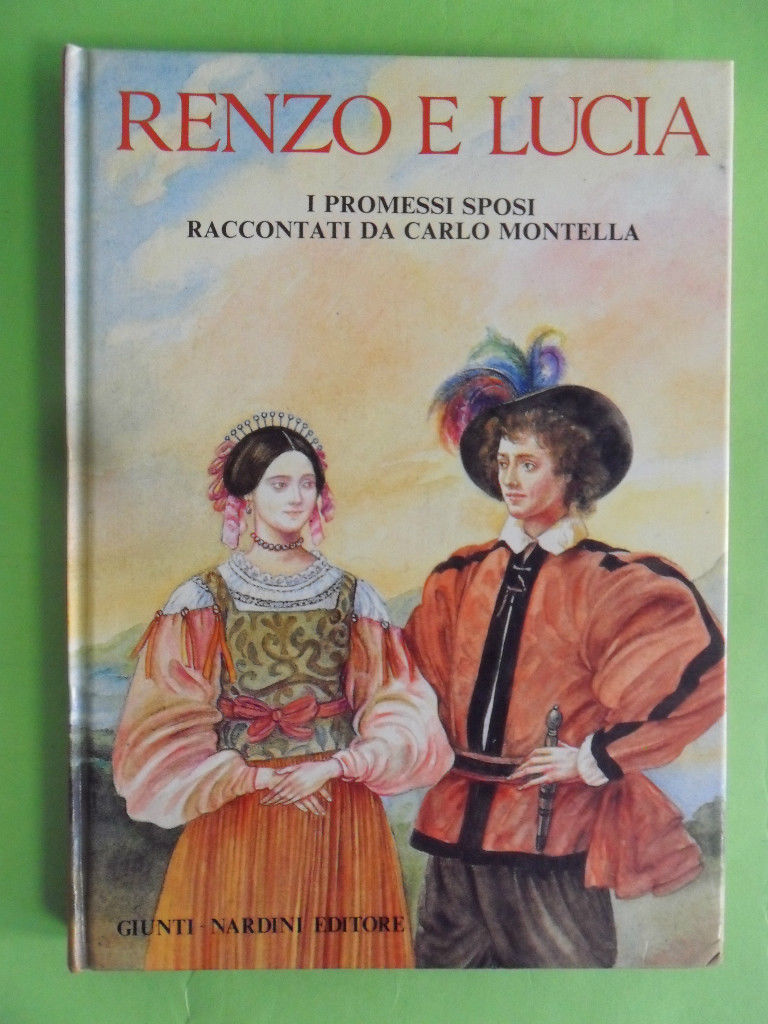 RENZO E LUCIA
I PROMESSI SPOSI
RACCONTATI DA CARLO MONTELLA
GIUNTI · NARDINI EDITORE